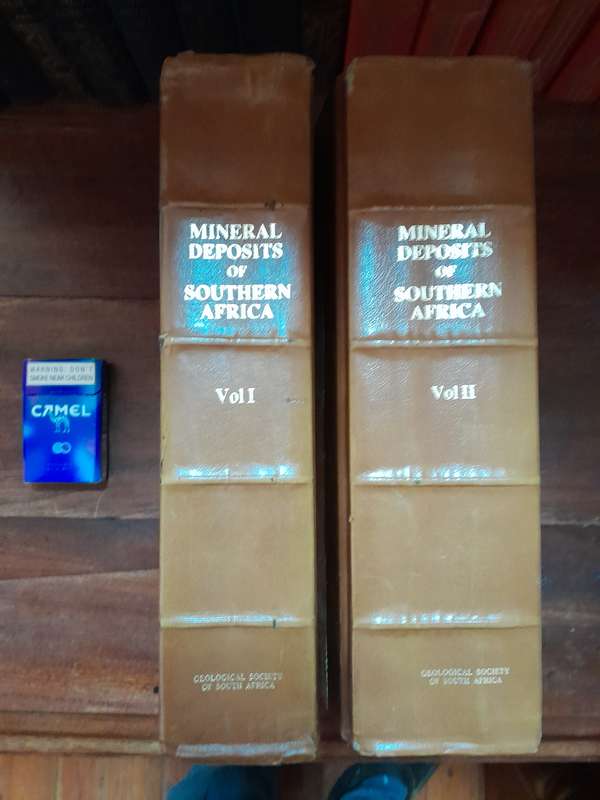 WARNING: DON'T
SMOKE NEAR CHILDREN
CAMEL
MINERAL
DEPOSITS
OF
SOUTHERN
AFRICA
Vol I
GEOLOGICAL SOCIETY
OF SOUTH AFRICA
MINERAL
DEPOSITS
OF
SOUTHERN
AFRICA
Vol II
GEOLOGICAL SOCIETY
OF SOUTH AFRICA